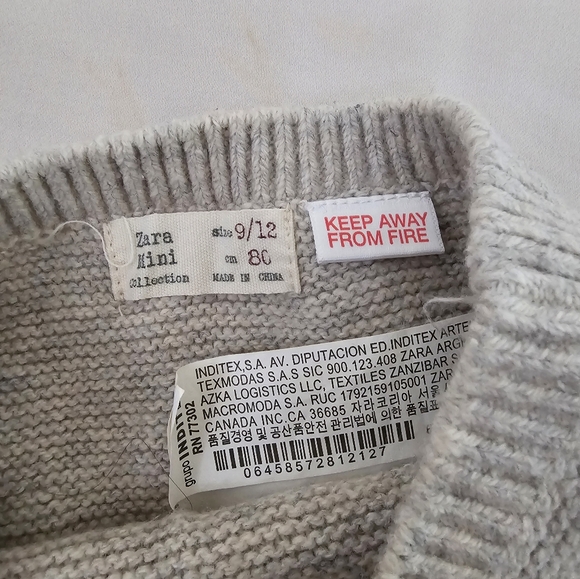 Zara
Mini
Collection
size 9/12
cm 80
MADE IN CHINA
KEEP AWAY
FROM FIRE
INDITEX,S.A. AV. DIPUTACION ED.INDITEX ARTE
TEXMODAS S.A.S SIC 900.123.408 ZARA ARG
AZKA LOGISTICS LLC, TEXTILES ZANZIBAR S
MACROMODA S.A. RUC 1792159105001 ZAR
CANADA INC.CA 36685 자라코리아 서울
품질경영 및 공산품안전 관리법에 의한 품질표
06458572812127
grupo INDIT
RN 77302